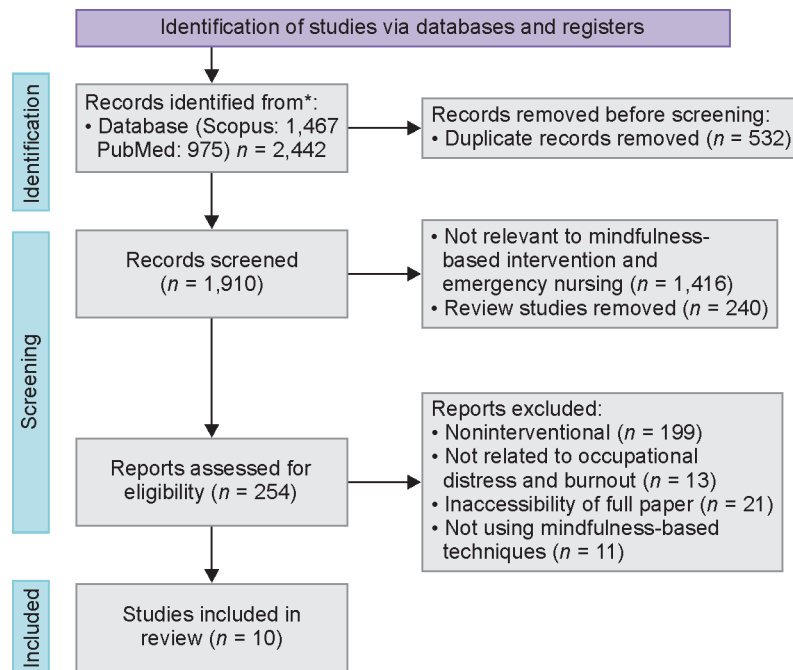 Identification of studies via databases and registers
Identification
Records identified from*:
• Database (Scopus: 1,467
PubMed: 975) n = 2,442
Records removed before screening:
• Duplicate records removed (n = 532)
Screening
Records screened
(n = 1,910)
• Not relevant to mindfulness-
based intervention and
emergency nursing (n = 1,416)
• Review studies removed (n = 240)
Reports assessed for
eligibility (n = 254)
Reports excluded:
• Noninterventional (n = 199)
• Not related to occupational
distress and burnout (n = 13)
• Inaccessibility of full paper (n = 21)
• Not using mindfulness-based
techniques (n = 11)
Included
Studies included in
review (n = 10)